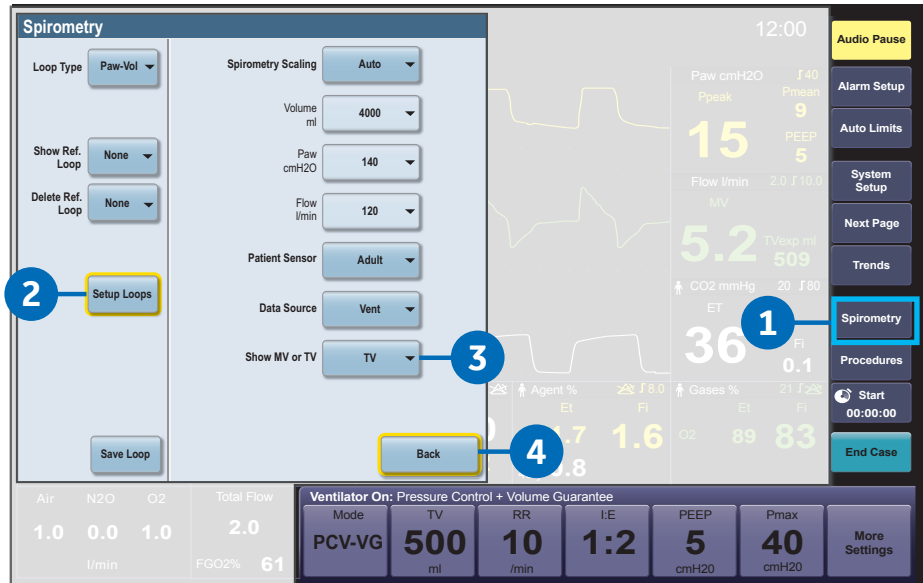 Spirometry
Loop Type
Paw-Vol
Show Ref.
Loop
None
Delete Ref.
Loop
None
2
Setup Loops
Save Loop
Spirometry Scaling
Auto
Volume
ml
4000
Paw
cmH2O
140
Flow
l/min
120
Patient Sensor
Adult
Data Source
Vent
Show MV or TV
TV
3
Back
4
12:00
Paw cmH2O
40
Ppeak
Pmean
9
15
PEEP
5
Flow l/min
2.0 10.0
MV
5.2
TVexp ml
509
CO2 mmHg
20 80
ET
36
Fi
0.1
1
Agent %
8.0
Et
Fi
.7
1.6
.8
Gases %
21
Et
Fi
O2
89
83
Audio Pause
Alarm Setup
Auto Limits
System
Setup
Next Page
Trends
Spirometry
Procedures
Start
00:00:00
End Case
Air
N2O
O2
Total Flow
1.0
0.0
1.0
2.0
l/min
FGO2%
61
Ventilator On: Pressure Control + Volume Guarantee
Mode
PCV-VG
TV
500
ml
RR
10
/min
I:E
1:2
PEEP
5
cmH20
Pmax
40
cmH20
More
Settings